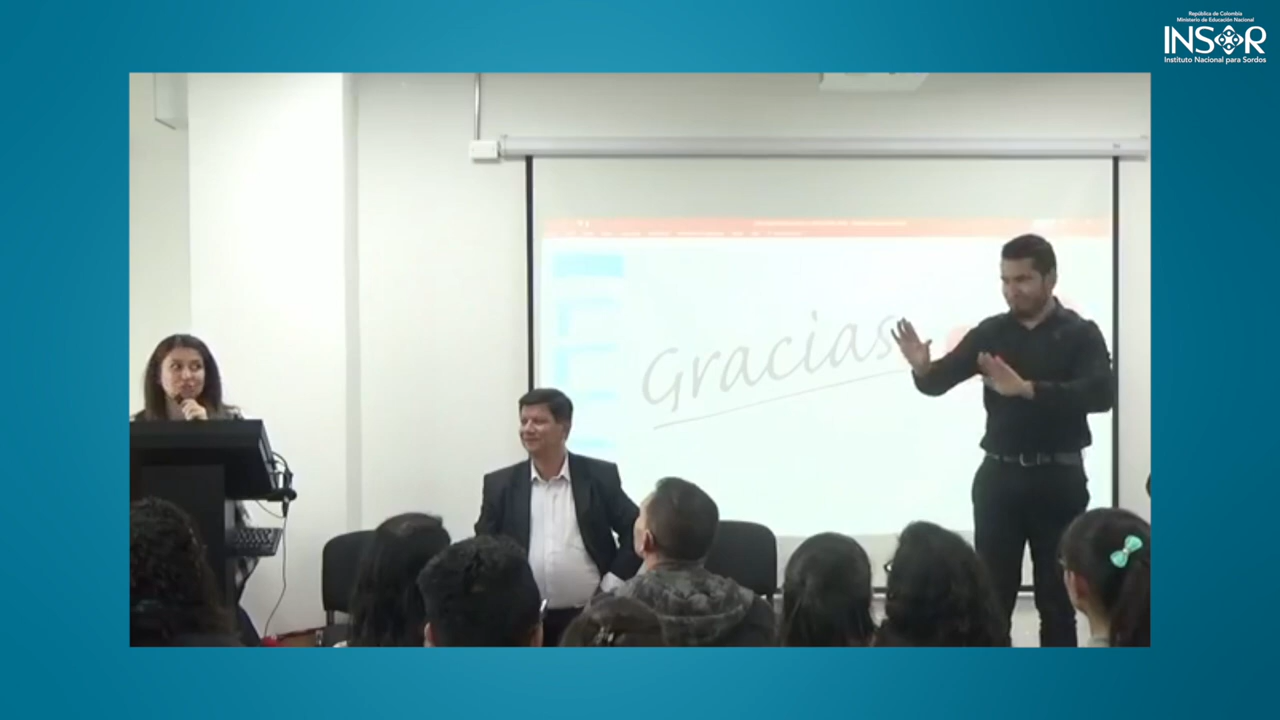 República de Colombia
Ministerio de Educación Nacional
INSOR
Instituto Nacional para Sordos
Gracias